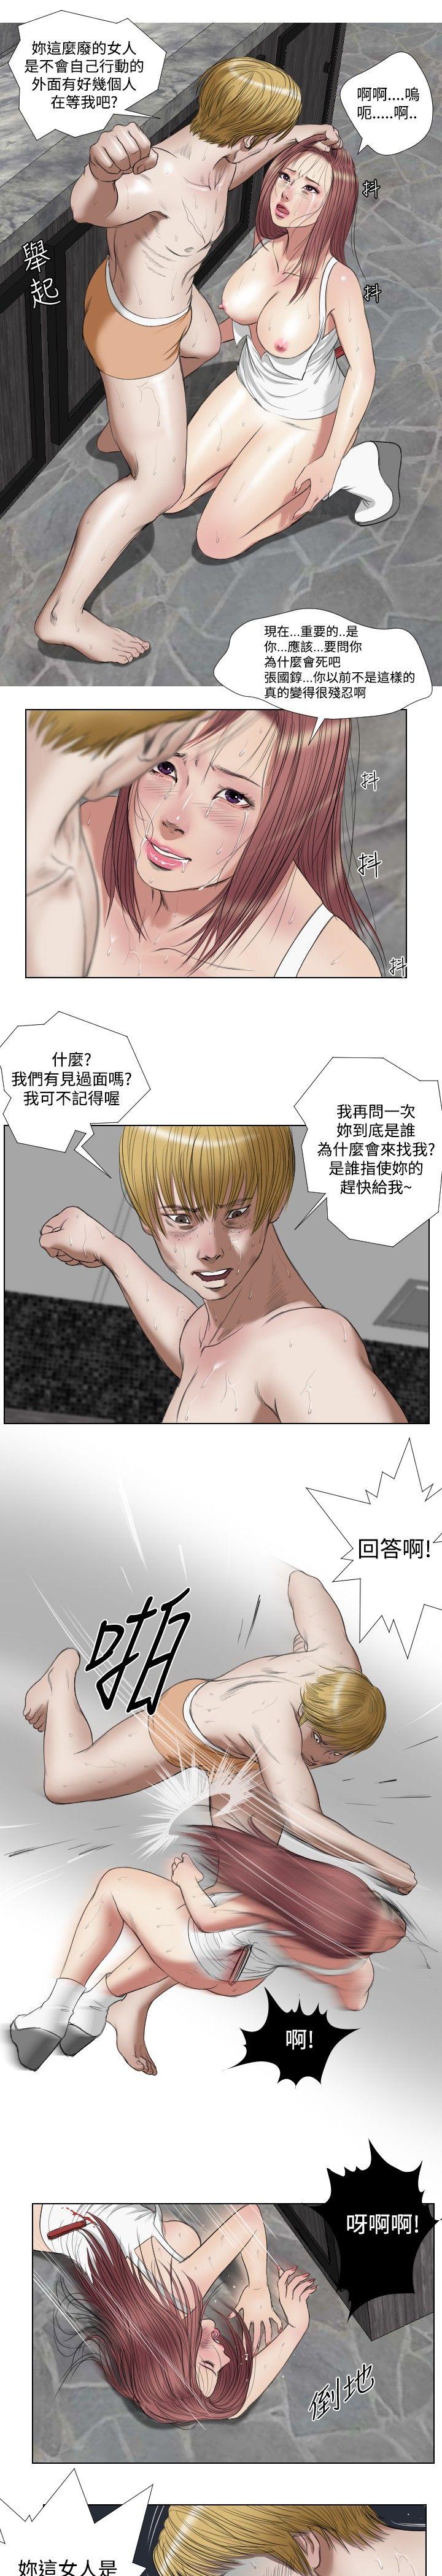 妳這麼廢的女人
是不會自己行動的
外面有好幾個人
在等我吧?
啊啊....嗚
呃.....啊..
抖
舉起
抖
現在...重要的..是
你...應該...要問你
為什麼會死吧
張國錞...你以前不是這樣的
真的變得很殘忍啊
抖
抖
抖
什麼?
我們有見過面嗎?
我可不記得喔
我再問一次
妳到底是誰
為什麼會來找我?
是誰指使妳的
趕快給我~
回答啊!
啪
啊!
呀啊啊!
倒地
妳這女人是